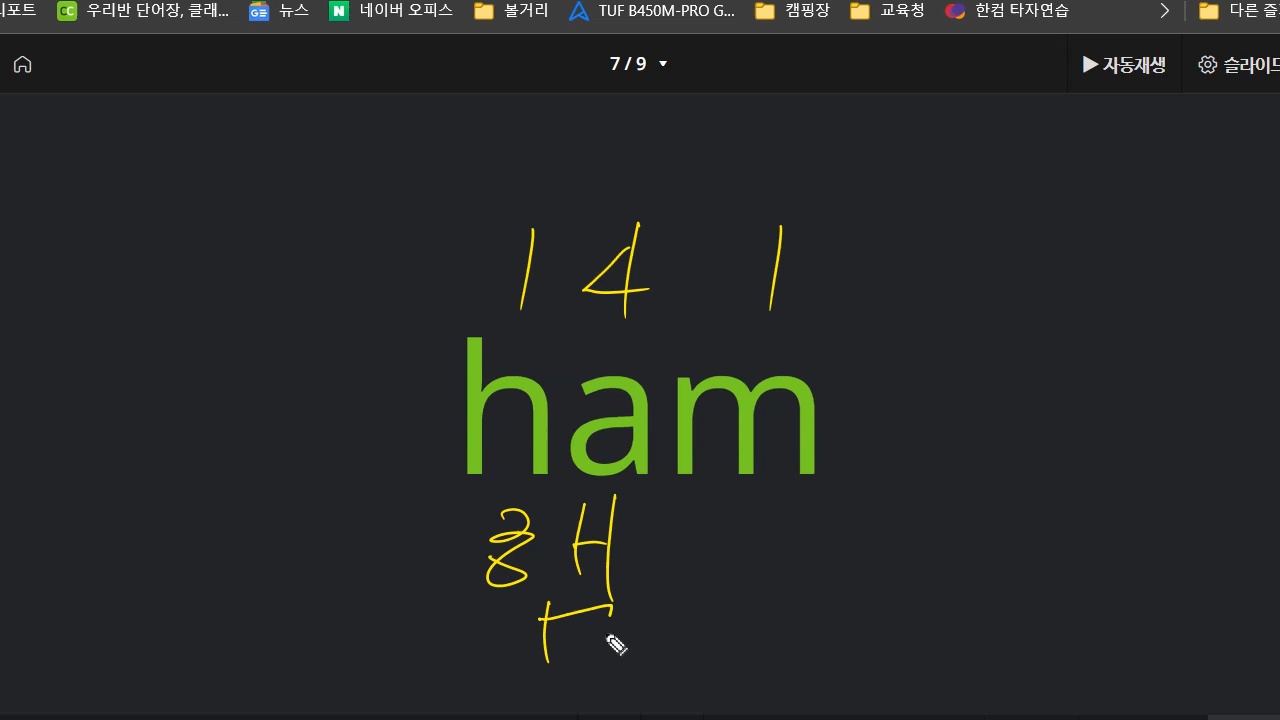 리포트 우리반 단어장, 클래... 뉴스 네이버 오피스 볼거리 TUF B450M-PRO G... 캠핑장 교육청 한컴 타자연습 다른 즐
7 / 9 자동재생 슬라이드
1 4 1
ham